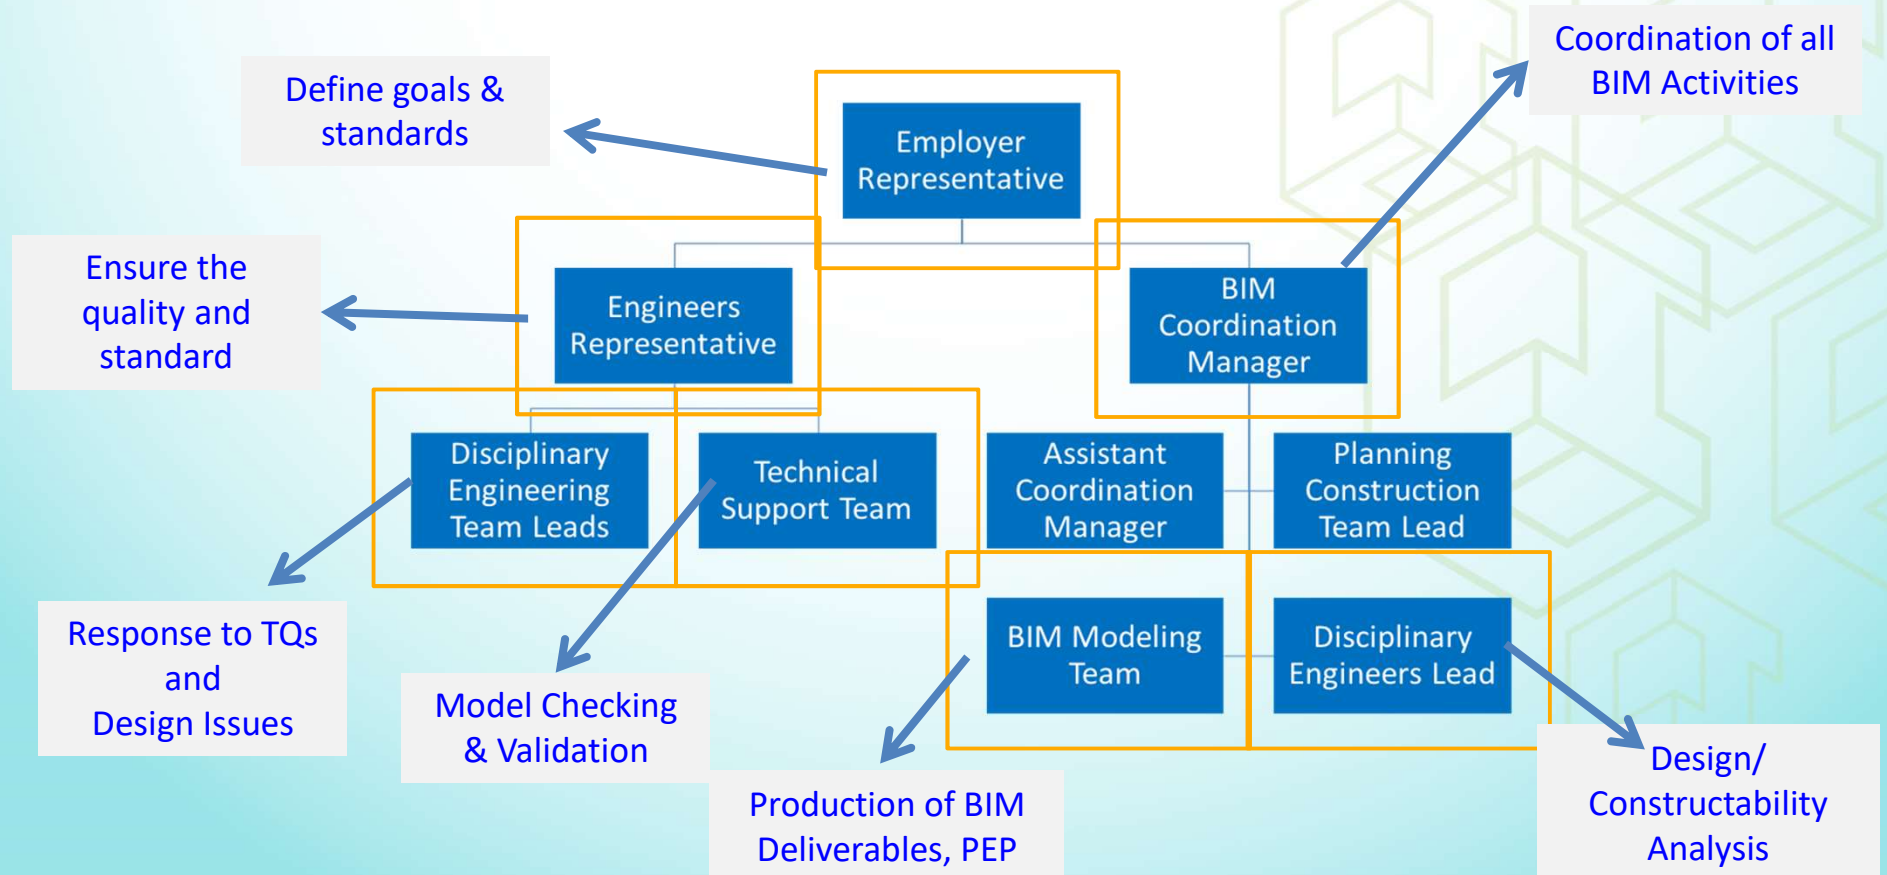 Coordination of all
BIM Activities
Define goals &
standards
Employer
Representative
Ensure the
quality and
standard
Engineers
Representative
BIM
Coordination
Manager
Disciplinary
Engineering
Team Leads
Technical
Support Team
Assistant
Coordination
Manager
Planning
Construction
Team Lead
Response to TQs
and
Design Issues
Model Checking
& Validation
BIM Modeling
Team
Disciplinary
Engineers Lead
Production of BIM
Deliverables, PEP
Design/
Constructability
Analysis